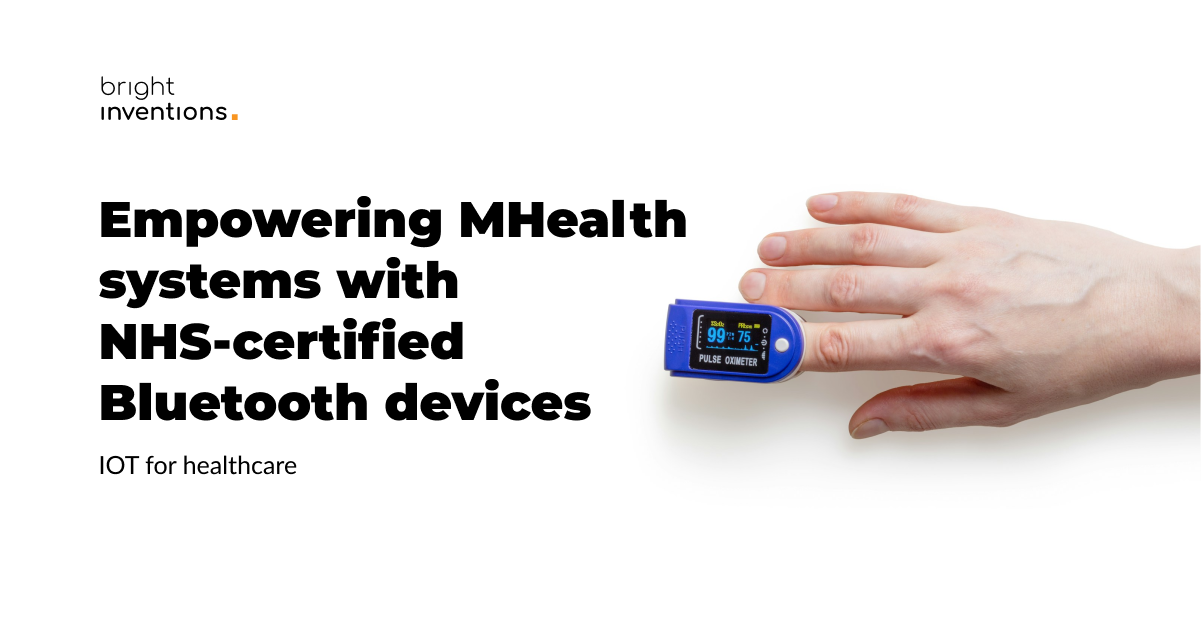 bright
inventions.
Empowering MHealth
systems with
NHS-certified
Bluetooth devices
IOT for healthcare
99 75
PULSE OXIMETER